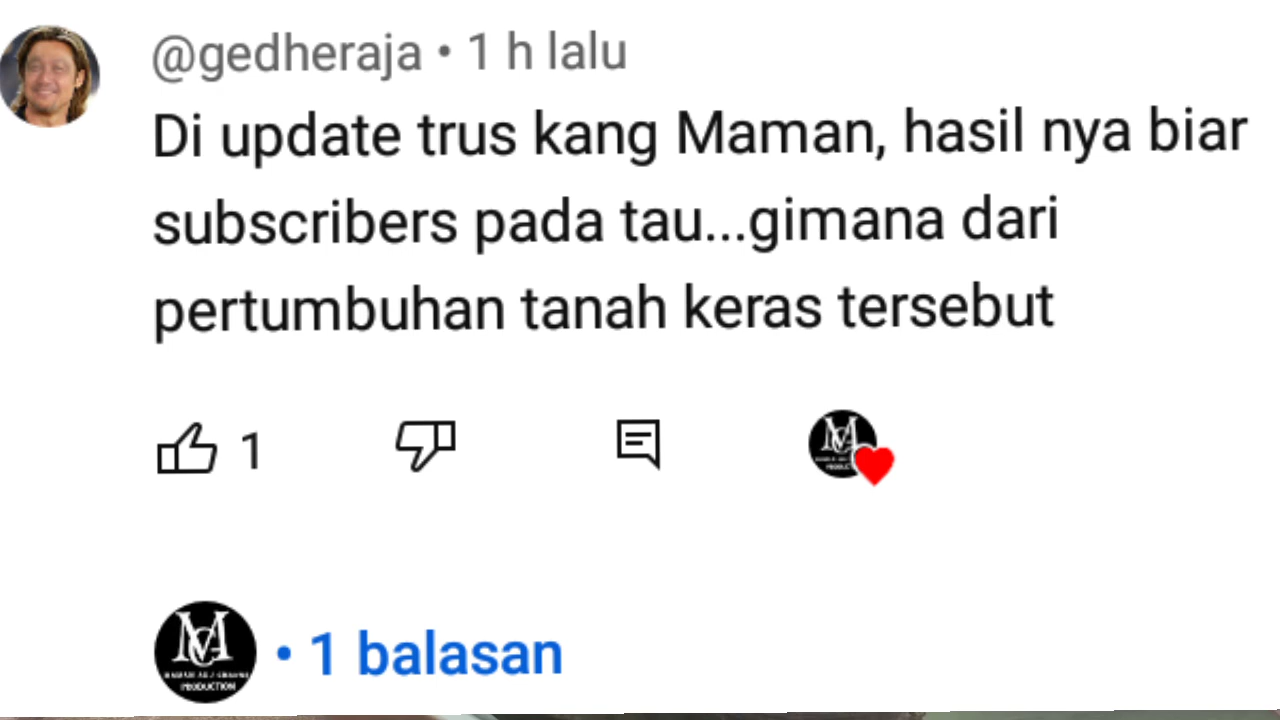 @gedheraja • 1 h lalu
Di update trus kang Maman, hasil nya biar
subscribers pada tau...gimana dari
pertumbuhan tanah keras tersebut
1
• 1 balasan
PRODUCTION